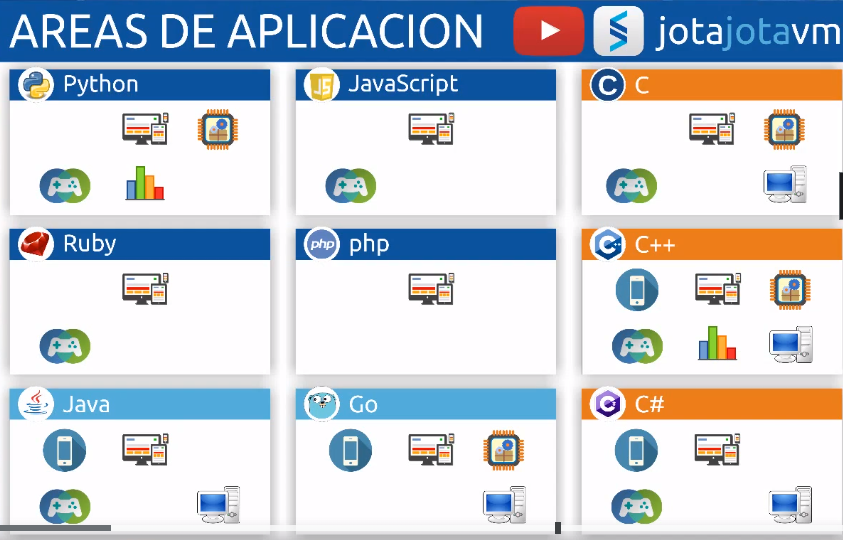 AREAS DE APLICACION
jotajotavm
Python
JS JavaScript
C C
Ruby
php php
C++ C++
Java
Go
C# C#